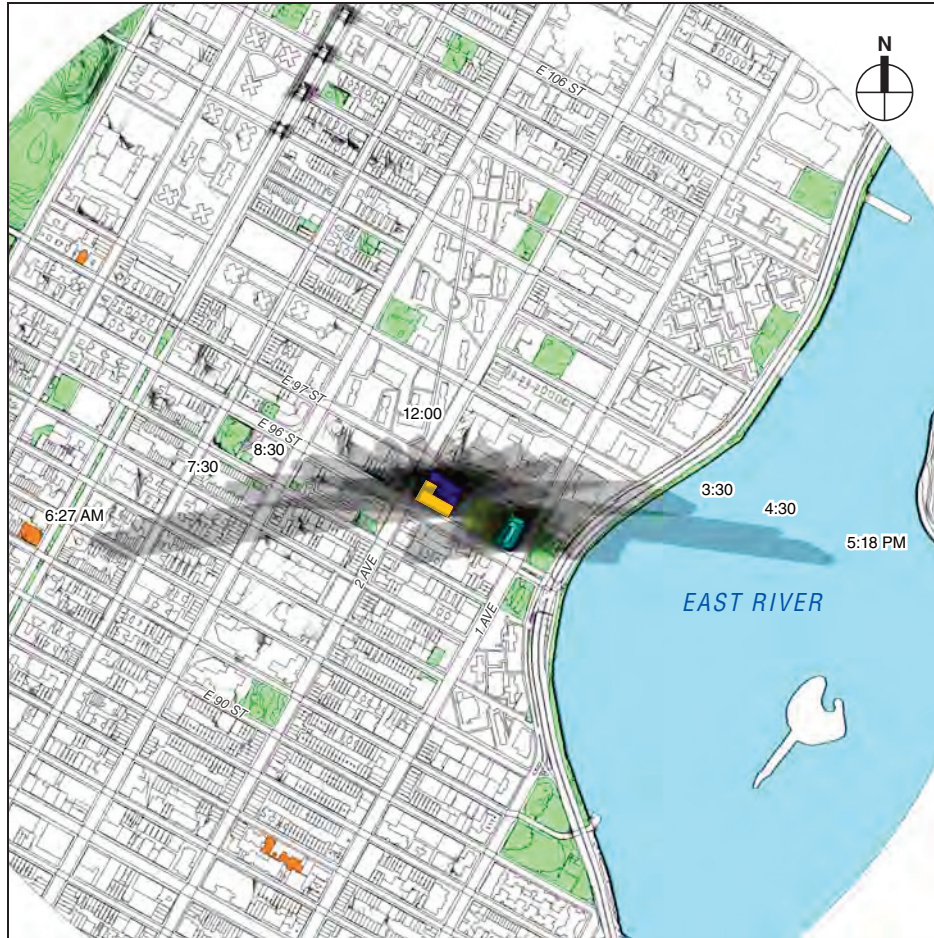 N
E 106 ST
E 97 ST
12:00
E 96 ST
8:30
7:30
6:27 AM
3:30
4:30
5:18 PM
2 AVE
1 AVE
EAST RIVER
E 90 ST